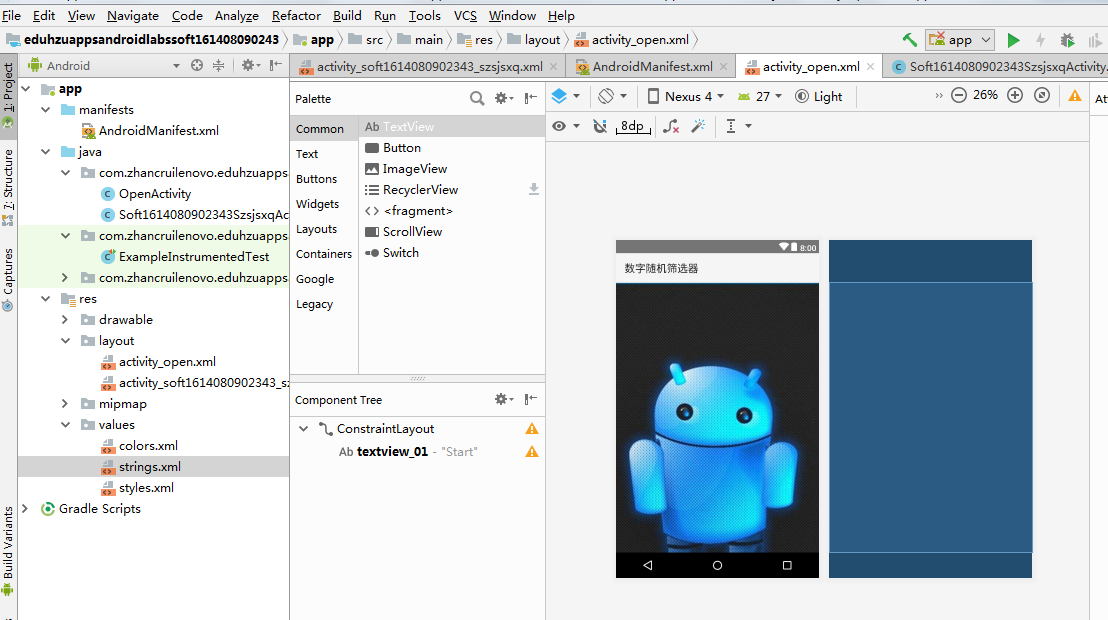 File Edit View Navigate Code Analyze Refactor Build Run Tools VCS Window Help
eduhzuappsandroidlabssoft161408090243 app src main res layout activity_open.xml app
1: Project
7: Structure
Captures
Build Variants
Android
app
manifests
AndroidManifest.xml
java
com.zhancruilenovo.eduhzuapps
OpenActivity
Soft1614080902343SzsjsxqAc
com.zhancruilenovo.eduhzuapps
ExampleInstrumentedTest
com.zhancruilenovo.eduhzuapps
res
drawable
layout
activity_open.xml
activity_soft1614080902343_sz
mipmap
values
colors.xml
strings.xml
styles.xml
Gradle Scripts
activity_soft1614080902343_szsjsxq.xml AndroidManifest.xml activity_open.xml Soft1614080902343SzsjsxqActivity.
Palette
Common
Text
Buttons
Widgets
Layouts
Containers
Google
Legacy
Ab TextView
Button
ImageView
RecyclerView
<fragment>
ScrollView
Switch
Component Tree
ConstraintLayout
Ab textview_01 - "Start"
Nexus 4 27 Light 26% At
8dp
8:00
数字随机筛选器